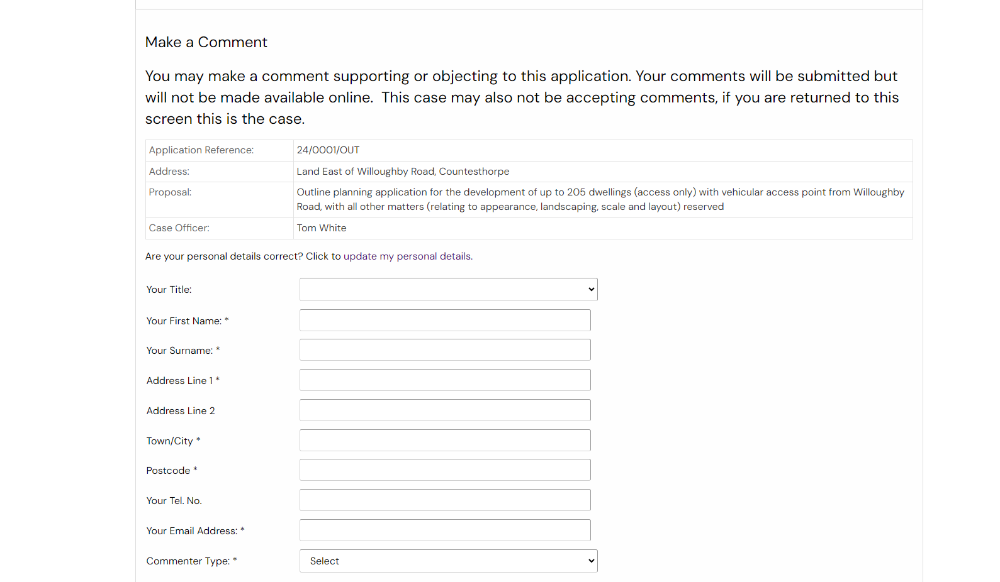 Make a Comment
You may make a comment supporting or objecting to this application. Your comments will be submitted but
will not be made available online.  This case may also not be accepting comments, if you are returned to this
screen this is the case.
Application Reference: 24/0001/OUT
Address: Land East of Willoughby Road, Countesthorpe
Proposal: Outline planning application for the development of up to 205 dwellings (access only) with vehicular access point from Willoughby
Road, with all other matters (relating to appearance, landscaping, scale and layout) reserved
Case Officer: Tom White
Are your personal details correct? Click to update my personal details.
Your Title:
Your First Name: *
Your Surname: *
Address Line 1 *
Address Line 2
Town/City *
Postcode *
Your Tel. No.
Your Email Address: *
Commenter Type: * Select